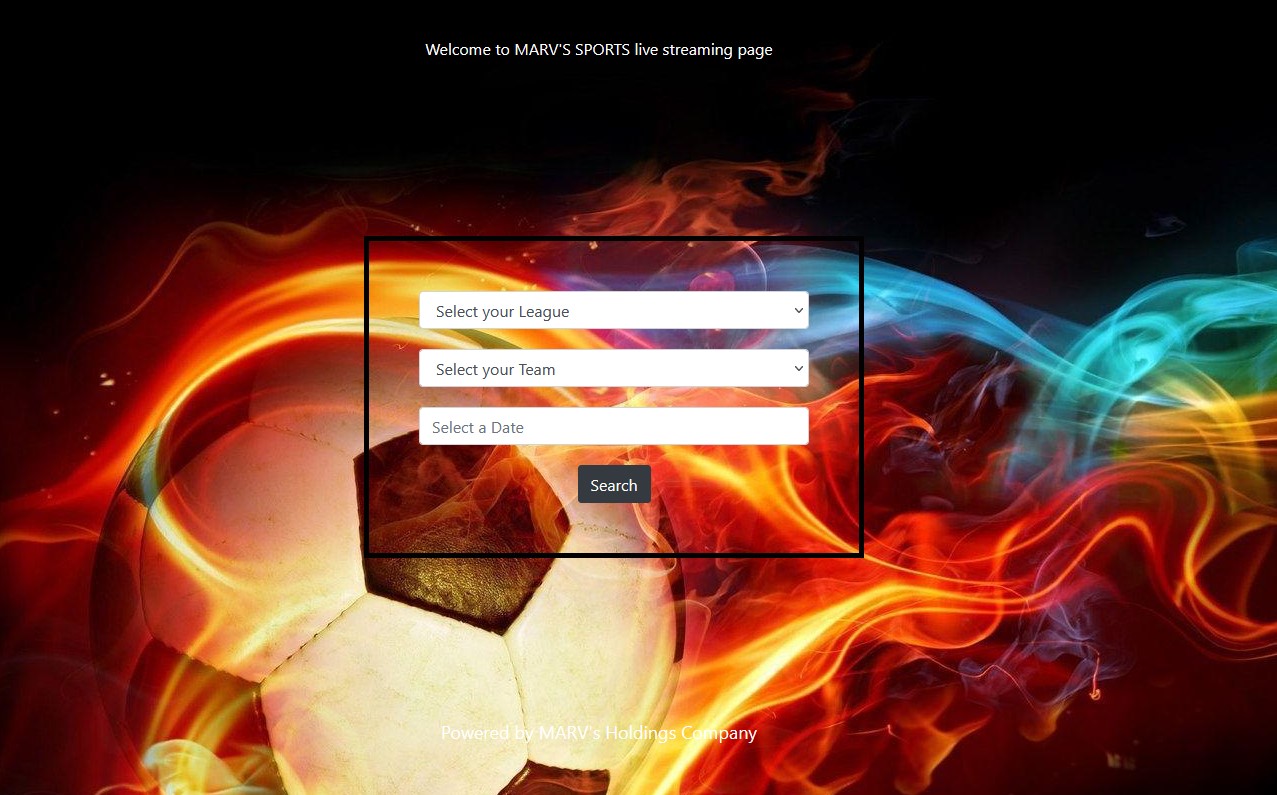 Welcome to MARV'S SPORTS live streaming page
Select your League
Select your Team
Select a Date
Search
Powered by MARV's Holdings Company